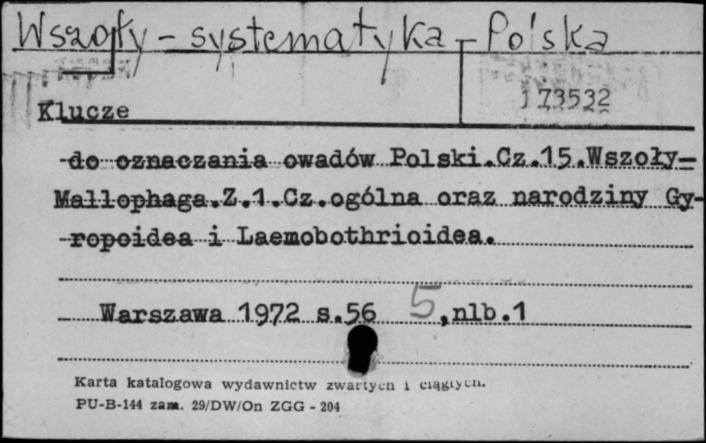 Wszoły - systematyka - Polska
173532
Klucze
do oznaczania owadów Polski.Cz.15.Wszoły-
Mallophaga.Z.1.Cz.ogólna oraz narodziny Gy-
ropoidea i Laemobothrioidea.
Warszawa 1972 s.56 5,nlb.1
Karta katalogowa wydawnictw zwartych i ciągłych.
PU-B-144 zam. 29/DW/On ZGG - 204